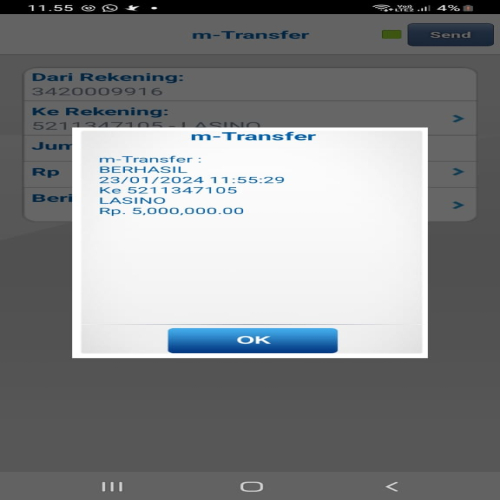 11.55 4%
m-Transfer Send
Dari Rekening:
3420009916
Ke Rekening:
5211347105 - LASINO
Jum
Rp
Beri
m-Transfer
m-Transfer :
BERHASIL
23/01/2024 11:55:29
Ke 5211347105
LASINO
Rp. 5,000,000.00
OK